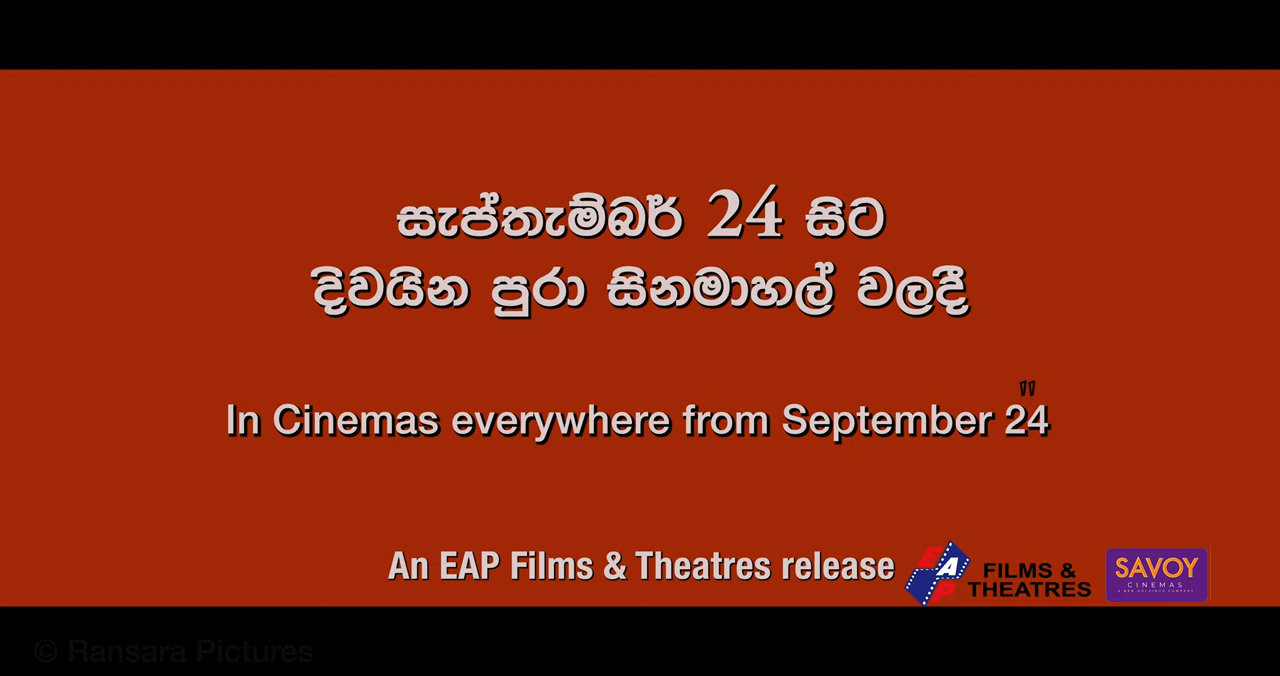 සැප්තැම්බර් 24 සිට
දිවයින පුරා සිනමාහල් වලදී
In Cinemas everywhere from September 24"
An EAP Films & Theatres release
EAP
FILMS &
THEATRES
SAVOY
CINEMAS
© Ransara Pictures